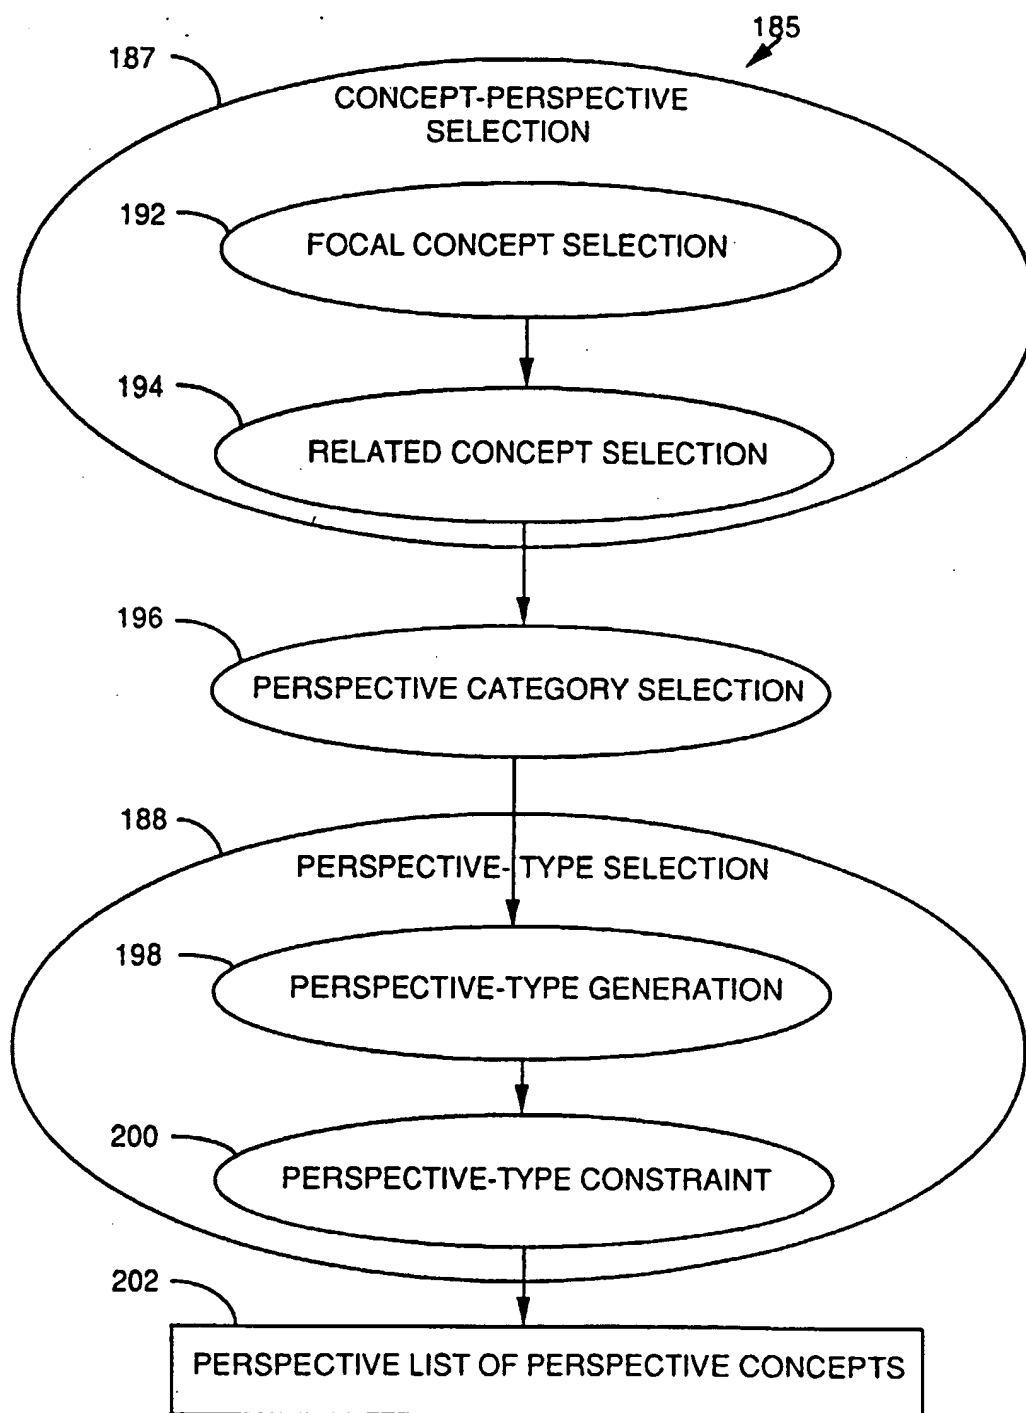 185
187
CONCEPT-PERSPECTIVE
SELECTION
192
FOCAL CONCEPT SELECTION
194
RELATED CONCEPT SELECTION
196
PERSPECTIVE CATEGORY SELECTION
188
PERSPECTIVE-TYPE SELECTION
198
PERSPECTIVE-TYPE GENERATION
200
PERSPECTIVE-TYPE CONSTRAINT
202
PERSPECTIVE LIST OF PERSPECTIVE CONCEPTS